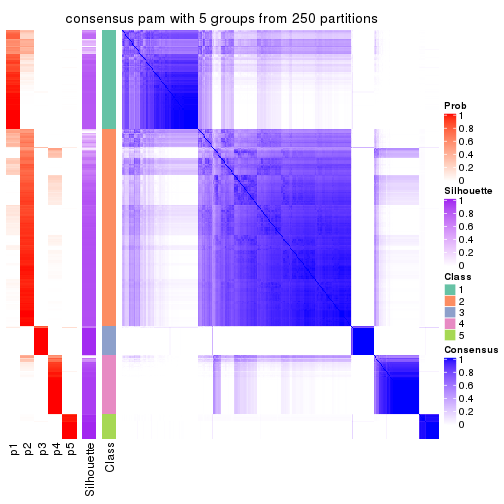 consensus pam with 5 groups from 250 partitions
Prob
1
0.8
0.6
0.4
0.2
0
Silhouette
1
0.8
0.6
0.4
0.2
0
Class
1
2
3
4
5
Consensus
1
0.8
0.6
0.4
0.2
0
p1
p2
p3
p4
p5
Silhouette
Class